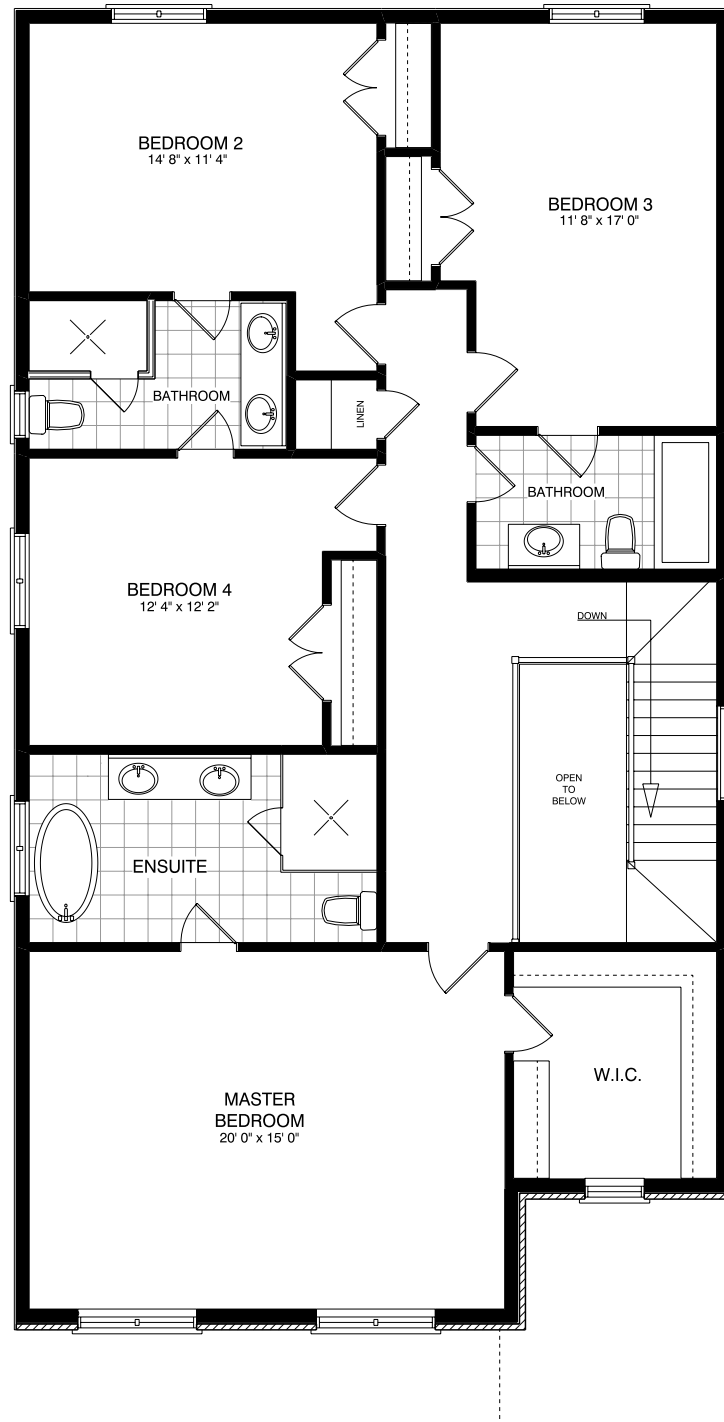 BEDROOM 2
14' 8" x 11' 4"
BEDROOM 3
11' 8" x 17' 0"
BATHROOM
LINEN
BATHROOM
BEDROOM 4
12' 4" x 12' 2"
DOWN
OPEN
TO
BELOW
ENSUITE
W.I.C.
MASTER
BEDROOM
20' 0" x 15' 0"